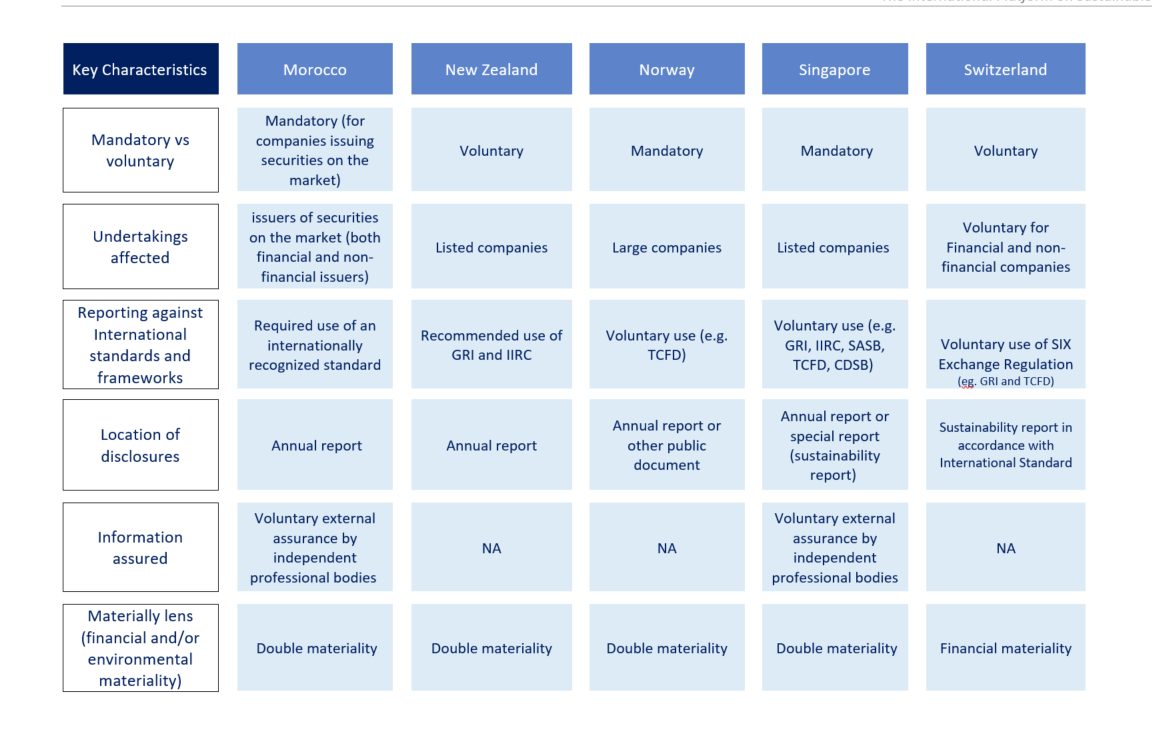 Key Characteristics
Morocco
New Zealand
Norway
Singapore
Switzerland
Mandatory vs
voluntary
Mandatory (for
companies issuing
securities on the
market)
Voluntary
Mandatory
Mandatory
Voluntary
Undertakings
affected
issuers of securities
on the market (both
financial and non-
financial issuers)
Listed companies
Large companies
Listed companies
Voluntary for
Financial and non-
financial companies
Reporting against
International
standards and
frameworks
Required use of an
internationally
recognized standard
Recommended use of
GRI and IIRC
Voluntary use (e.g.
TCFD)
Voluntary use (e.g.
GRI, IIRC, SASB,
TCFD, CDSB)
Voluntary use of SIX
Exchange Regulation
(eg. GRI and TCFD)
Location of
disclosures
Annual report
Annual report
Annual report or
other public
document
Annual report or
special report
(sustainability
report)
Sustainability report in
accordance with
International Standard
Information
assured
Voluntary external
assurance by
independent
professional bodies
NA
NA
Voluntary external
assurance by
independent
professional bodies
NA
Materially lens
(financial and/or
environmental
materiality)
Double materiality
Double materiality
Double materiality
Double materiality
Financial materiality